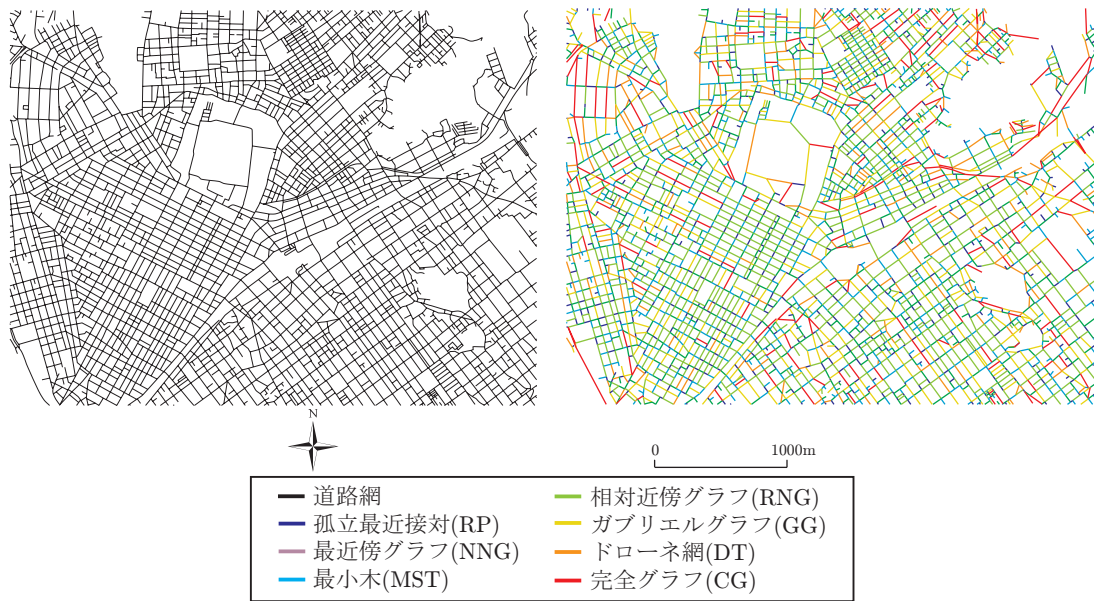 N
0 1000m
道路網
孤立最近接対(RP)
最近傍グラフ(NNG)
最小木(MST)
相対近傍グラフ(RNG)
ガブリエルグラフ(GG)
ドローネ網(DT)
完全グラフ(CG)